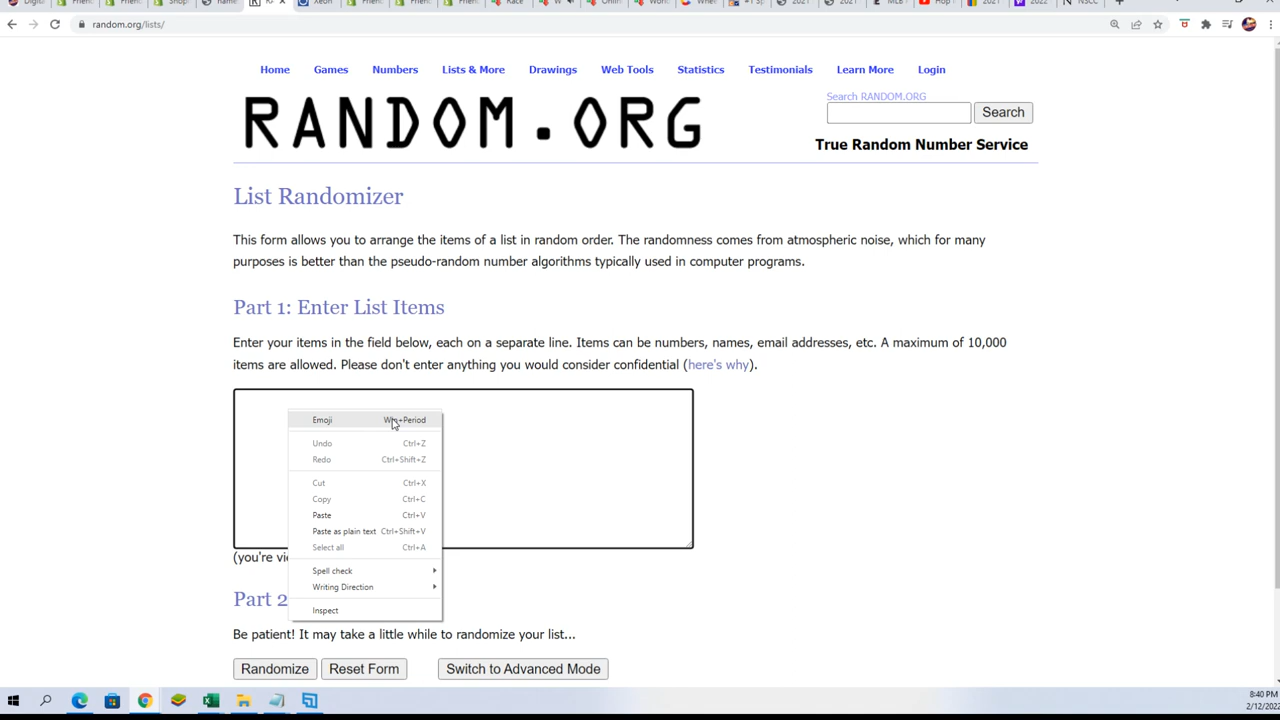 Digit
random.org/lists/
Home Games Numbers Lists & More Drawings Web Tools Statistics Testimonials Learn More Login
RANDOM.ORG
Search RANDOM.ORG
Search
True Random Number Service
List Randomizer
This form allows you to arrange the items of a list in random order. The randomness comes from atmospheric noise, which for many
purposes is better than the pseudo-random number algorithms typically used in computer programs.
Part 1: Enter List Items
Enter your items in the field below, each on a separate line. Items can be numbers, names, email addresses, etc. A maximum of 10,000
items are allowed. Please don't enter anything you would consider confidential (here's why).
Emoji Win+Period
Undo Ctrl+Z
Redo Ctrl+Shift+Z
Cut Ctrl+X
Copy Ctrl+C
Paste Ctrl+V
Paste as plain text Ctrl+Shift+V
Select all Ctrl+A
Spell check
Writing Direction
Inspect
(you're vi
Part 2
Be patient! It may take a little while to randomize your list...
Randomize Reset Form Switch to Advanced Mode
8:40 PM
2/12/202